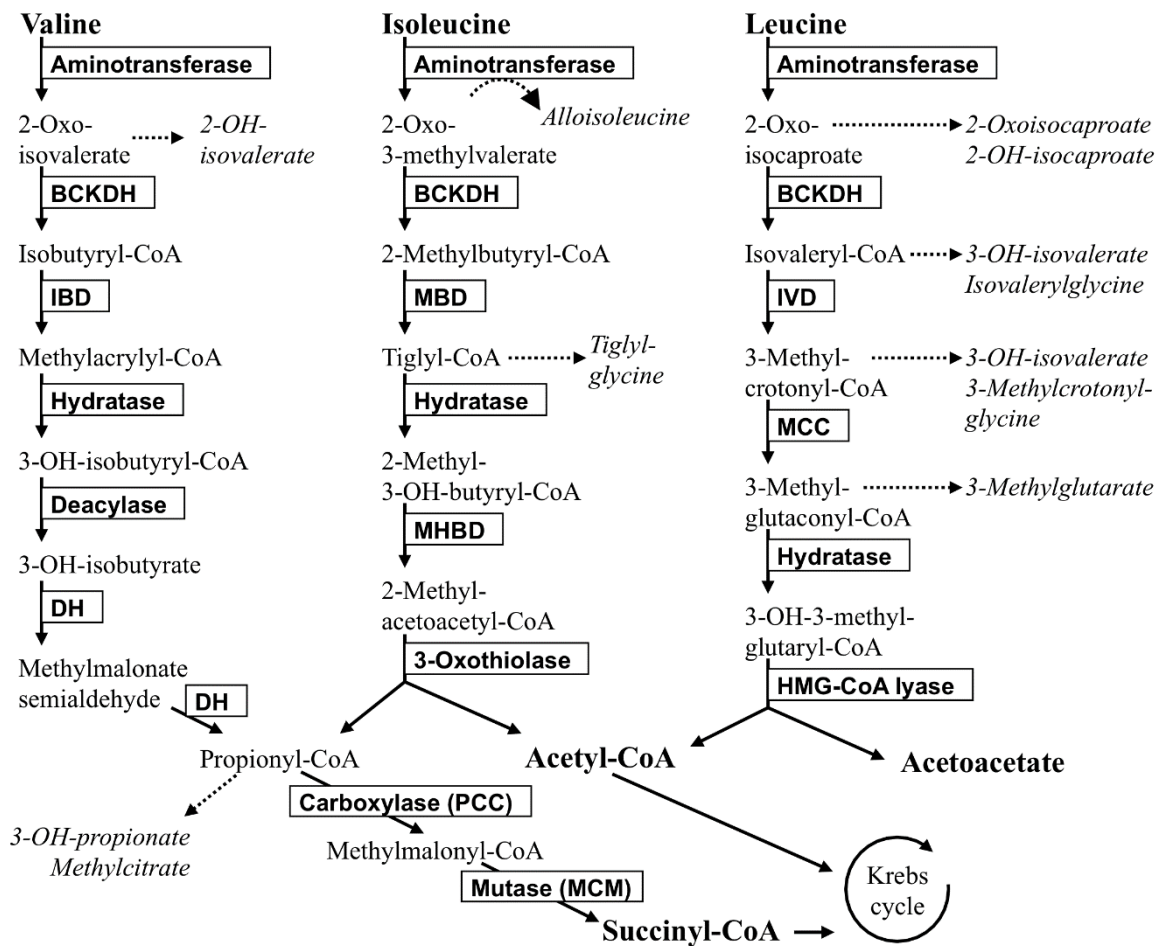 Valine
Isoleucine
Leucine
Aminotransferase
Aminotransferase
Aminotransferase
2-Oxo-
isovalerate
2-OH-
isovalerate
2-Oxo-
3-methylvalerate
Alloisoleucine
2-Oxo-
isocaproate
2-Oxoisocaproate
2-OH-isocaproate
BCKDH
BCKDH
BCKDH
Isobutyryl-CoA
2-Methylbutyryl-CoA
Isovaleryl-CoA
3-OH-isovalerate
Isovalerylglycine
IBD
MBD
IVD
Methylacrylyl-CoA
Tiglyl-CoA
Tiglyl-
glycine
3-Methyl-
crotonyl-CoA
3-OH-isovalerate
3-Methylcrotonyl-
glycine
Hydratase
Hydratase
MCC
3-OH-isobutyryl-CoA
2-Methyl-
3-OH-butyryl-CoA
3-Methyl-
glutaconyl-CoA
3-Methylglutarate
Deacylase
MHBD
Hydratase
3-OH-isobutyrate
2-Methyl-
acetoacetyl-CoA
3-OH-3-methyl-
glutaryl-CoA
DH
3-Oxothiolase
HMG-CoA lyase
Methylmalonate
semialdehyde
DH
Propionyl-CoA
Acetyl-CoA
Acetoacetate
Carboxylase (PCC)
3-OH-propionate
Methylcitrate
Methylmalonyl-CoA
Mutase (MCM)
Succinyl-CoA
Krebs
cycle